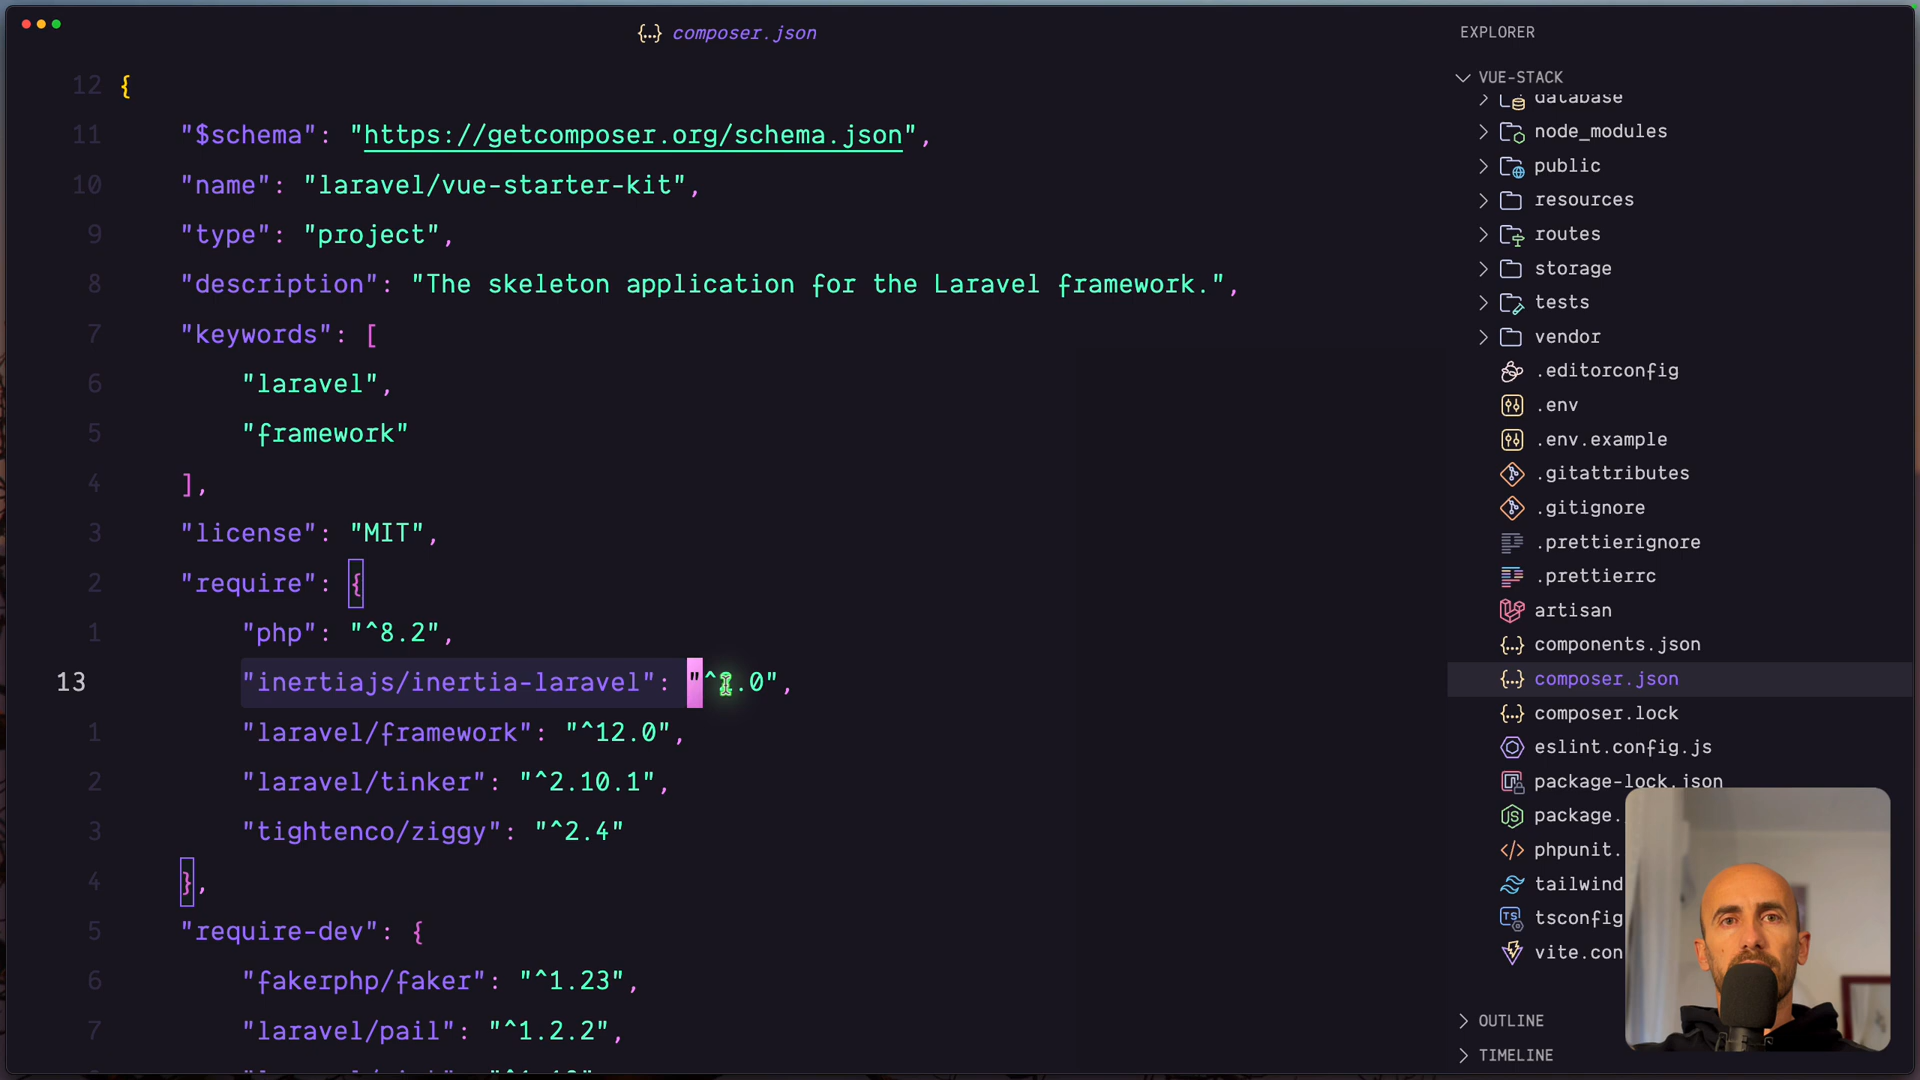 {..} composer.json
12 {
11 "$schema": "https://getcomposer.org/schema.json",
10 "name": "laravel/vue-starter-kit",
9 "type": "project",
8 "description": "The skeleton application for the Laravel framework.",
7 "keywords": [
6 "laravel",
5 "framework"
4 ],
3 "license": "MIT",
2 "require": {
1 "php": "^8.2",
13 "inertiajs/inertia-laravel": "^ .0",
1 "laravel/framework": "^12.0",
2 "laravel/tinker": "^2.10.1",
3 "tightenco/ziggy": "^2.4"
4 },
5 "require-dev": {
6 "fakerphp/faker": "^1.23",
7 "laravel/pail": "^1.2.2",
EXPLORER
VUE-STACK
database
node_modules
public
resources
routes
storage
tests
vendor
.editorconfig
.env
.env.example
.gitattributes
.gitignore
.prettierignore
.prettierrc
artisan
{..} components.json
{..} composer.json
{..} composer.lock
eslint.config.js
package-lock.json
JS package.
phpunit.
tailwind
TS tsconfig
vite.con
OUTLINE
TIMELINE